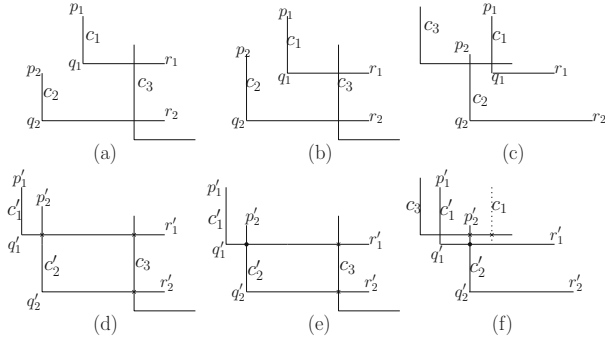 p₁ c₁ q₁ r₁ p₂ c₂ c₃ q₂ r₂
(a)
p₁ c₁ q₁ r₁ p₂ c₂ c₃ q₂ r₂
(b)
c₃ p₁ c₁ p₂ q₁ r₁ c₂ q₂ r₂
(c)
p′₁ p′₂ c′₁ q′₁ r′₁ c′₂ c₃ q′₂ r′₂
(d)
p′₁ c′₁ p′₂ q′₁ r′₁ c′₂ c₃ q′₂ r′₂
(e)
p′₁ c₃ c′₁ p′₂ c₁ q′₁ r′₁ c′₂ q′₂ r′₂
(f)